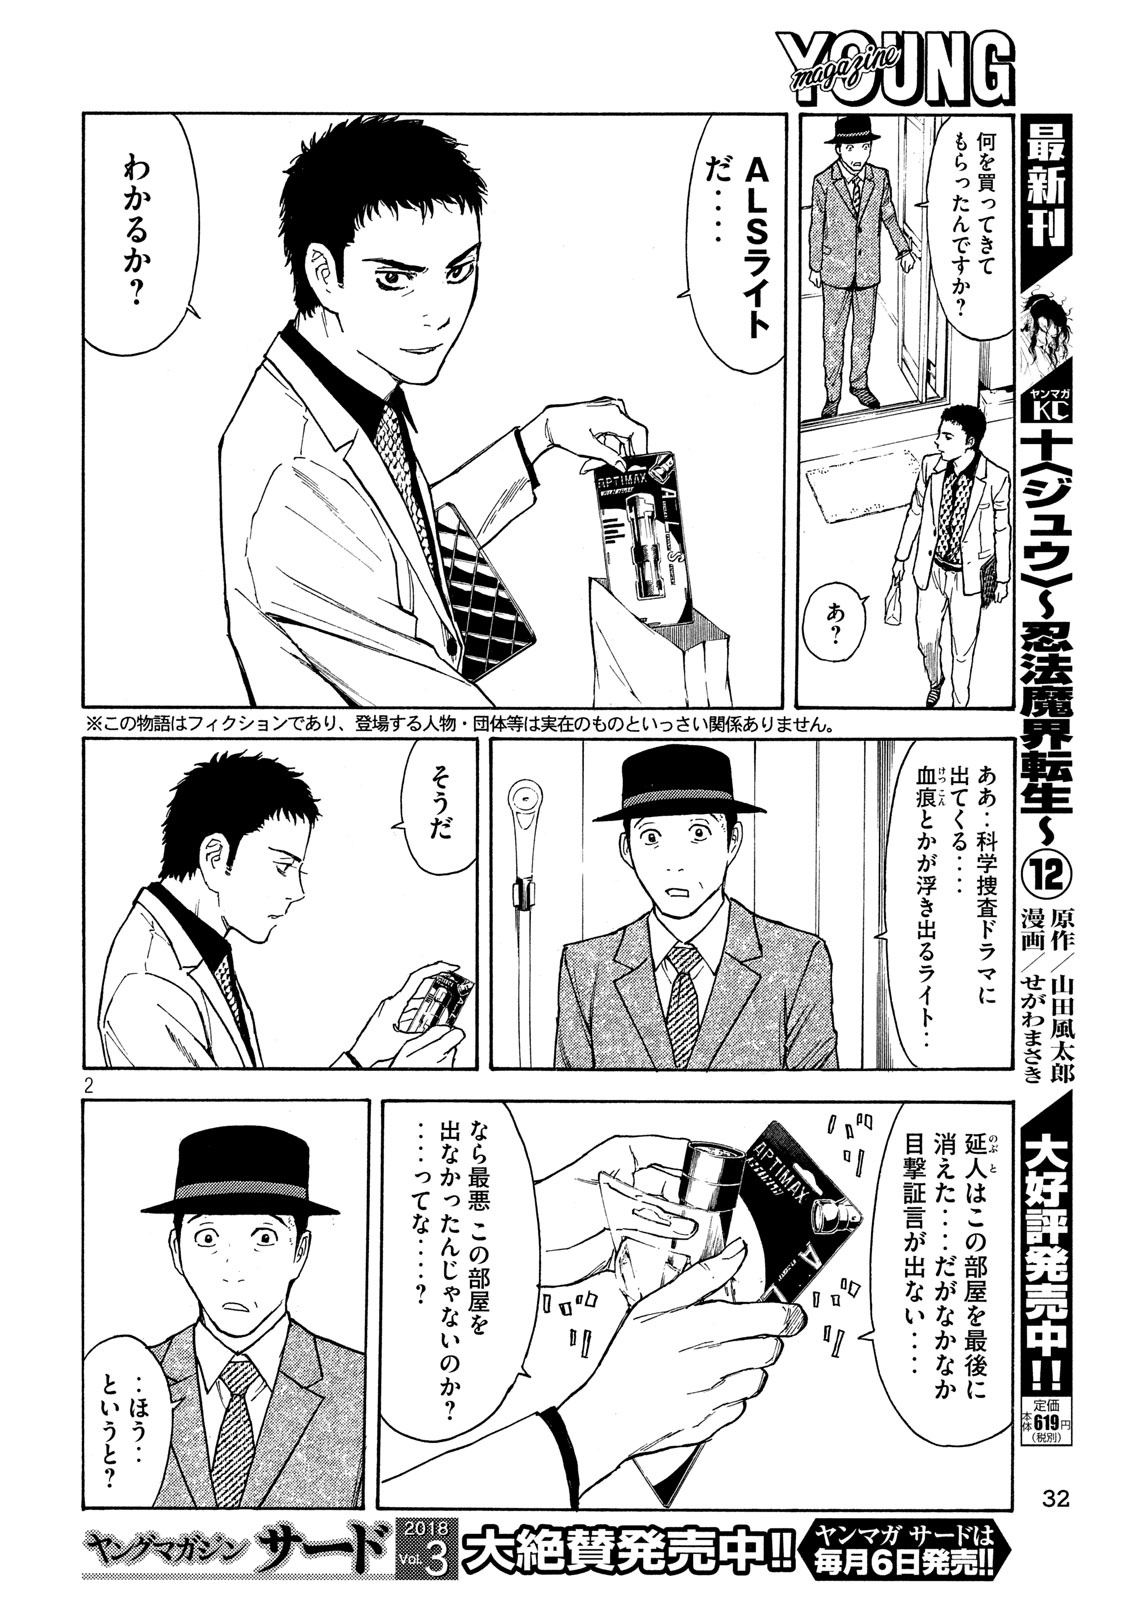 YOUNG
magazine
何を買ってきて
もらったんですか?
あ?
ALSライト
だ‥‥
わかるか?
APTIMAX
ALS
※この物語はフィクションであり、登場する人物・団体等は実在のものといっさい関係ありません。
ああ‥科学捜査ドラマに
出てくる‥‥
血痕とかが浮き出るライト‥
けっこん
そうだ
2
延人はこの部屋を最後に
のぶと
消えた‥‥だがなかなか
目撃証言が出ない‥‥
APTIMAX
AL
なら最悪 この部屋を
出なかったんじゃないのか?
‥‥ってな‥‥?
‥ほう‥
というと?
最新刊
ヤンマガ
KC
十〈ジュウ〉~忍法魔界転生~⑫
原作/山田風太郎
漫画/せがわまさき
大好評発売中!!
定価
本体619円
(税別)
32
ヤングマガジン サード
2018
Vol.3
大絶賛発売中!!
ヤンマガ サードは
毎月6日発売!!